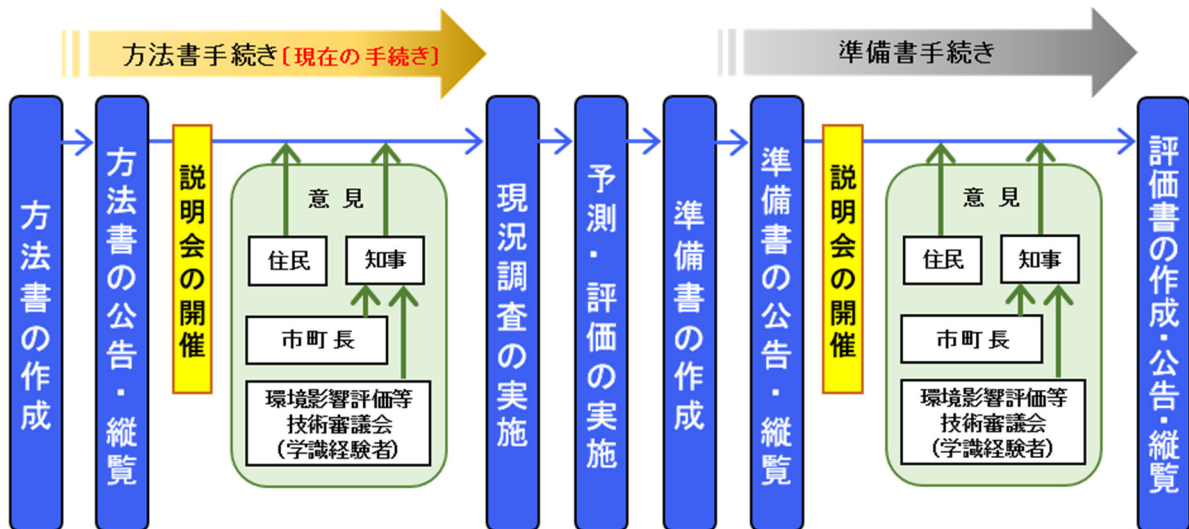 方法書手続き〔現在の手続き〕
準備書手続き
方法書の作成
方法書の公告・縦覧
説明会の開催
意見
住民
知事
市町長
環境影響評価等
技術審議会
(学識経験者)
現況調査の実施
予測・評価の実施
準備書の作成
準備書の公告・縦覧
説明会の開催
意見
住民
知事
市町長
環境影響評価等
技術審議会
(学識経験者)
評価書の作成・公告・縦覧